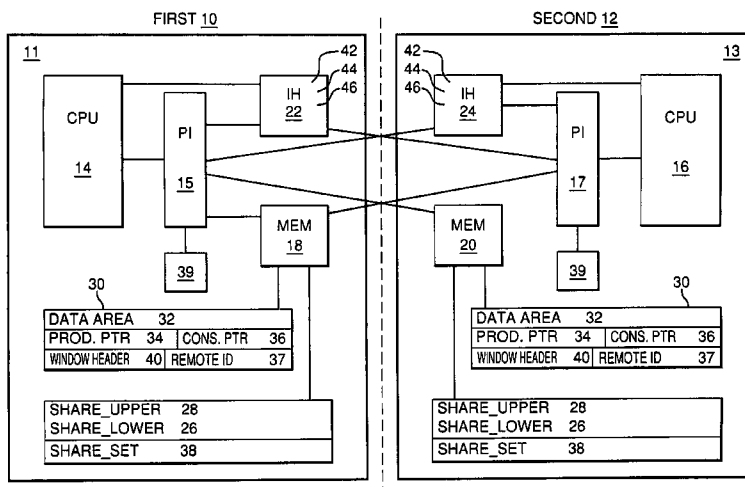 FIRST 10
SECOND 12
11
CPU
14
PI
15
IH
22
42
44
46
MEM
18
39
30
DATA AREA 32
PROD. PTR 34 CONS. PTR 36
WINDOW HEADER 40 REMOTE ID 37
SHARE_UPPER 28
SHARE_LOWER 26
SHARE_SET 38
13
42
44
46
IH
24
PI
17
CPU
16
MEM
20
39
30
DATA AREA 32
PROD. PTR 34 CONS. PTR 36
WINDOW HEADER 40 REMOTE ID 37
SHARE_UPPER 28
SHARE_LOWER 26
SHARE_SET 38